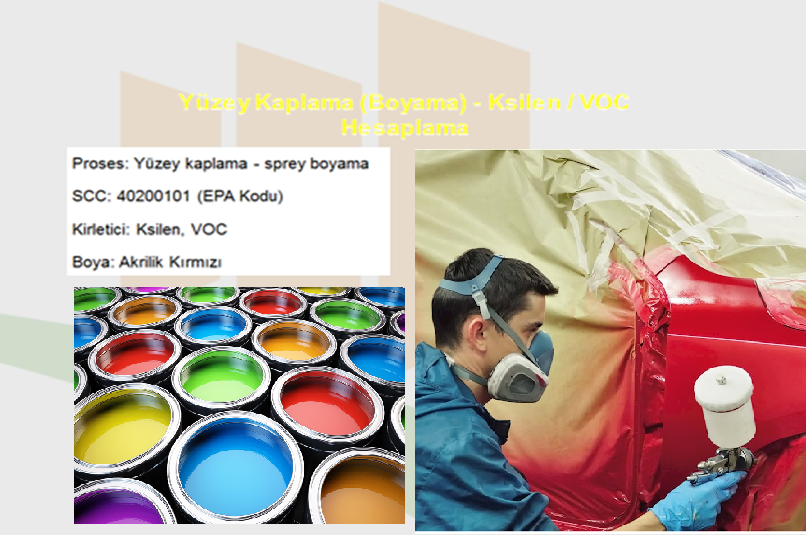 Yüzey Kaplama (Boyama) - Ksilen / VOC
Hesaplama
Proses: Yüzey kaplama - sprey boyama
SCC: 40200101 (EPA Kodu)
Kirletici: Ksilen, VOC
Boya: Akrilik Kırmızı